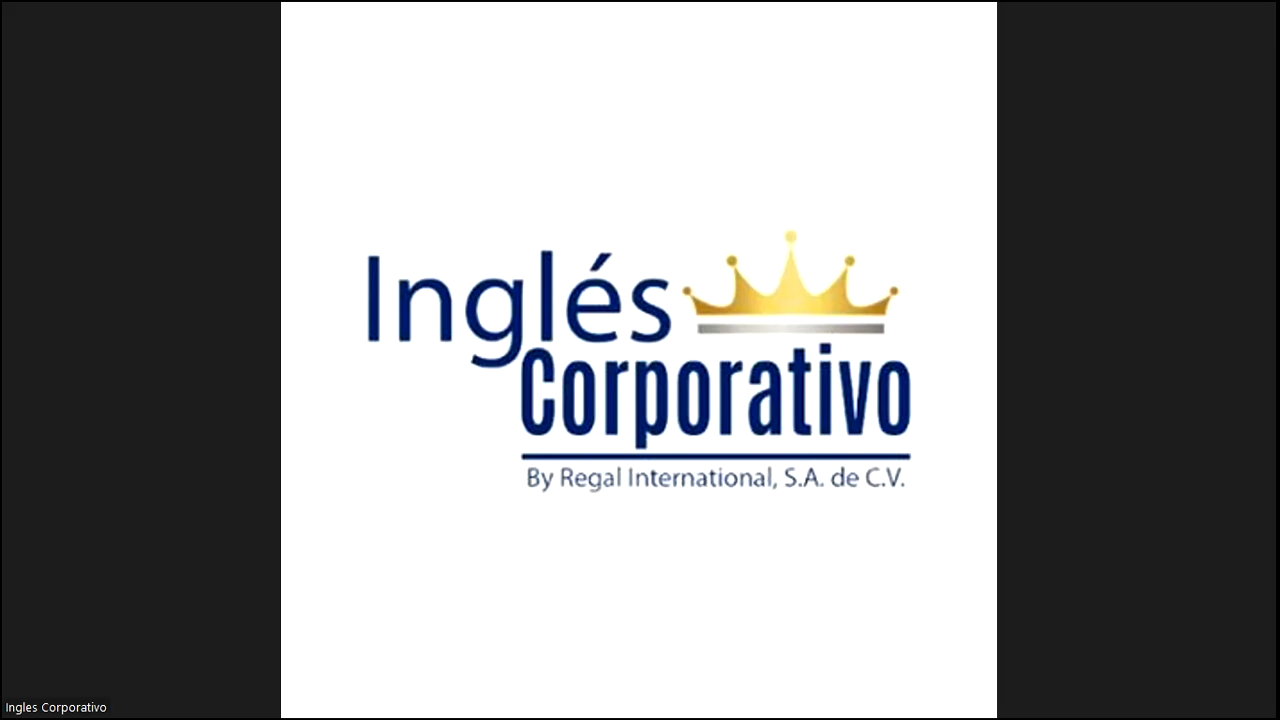 Inglés
Corporativo
By Regal International, S.A. de C.V.
Ingles Corporativo